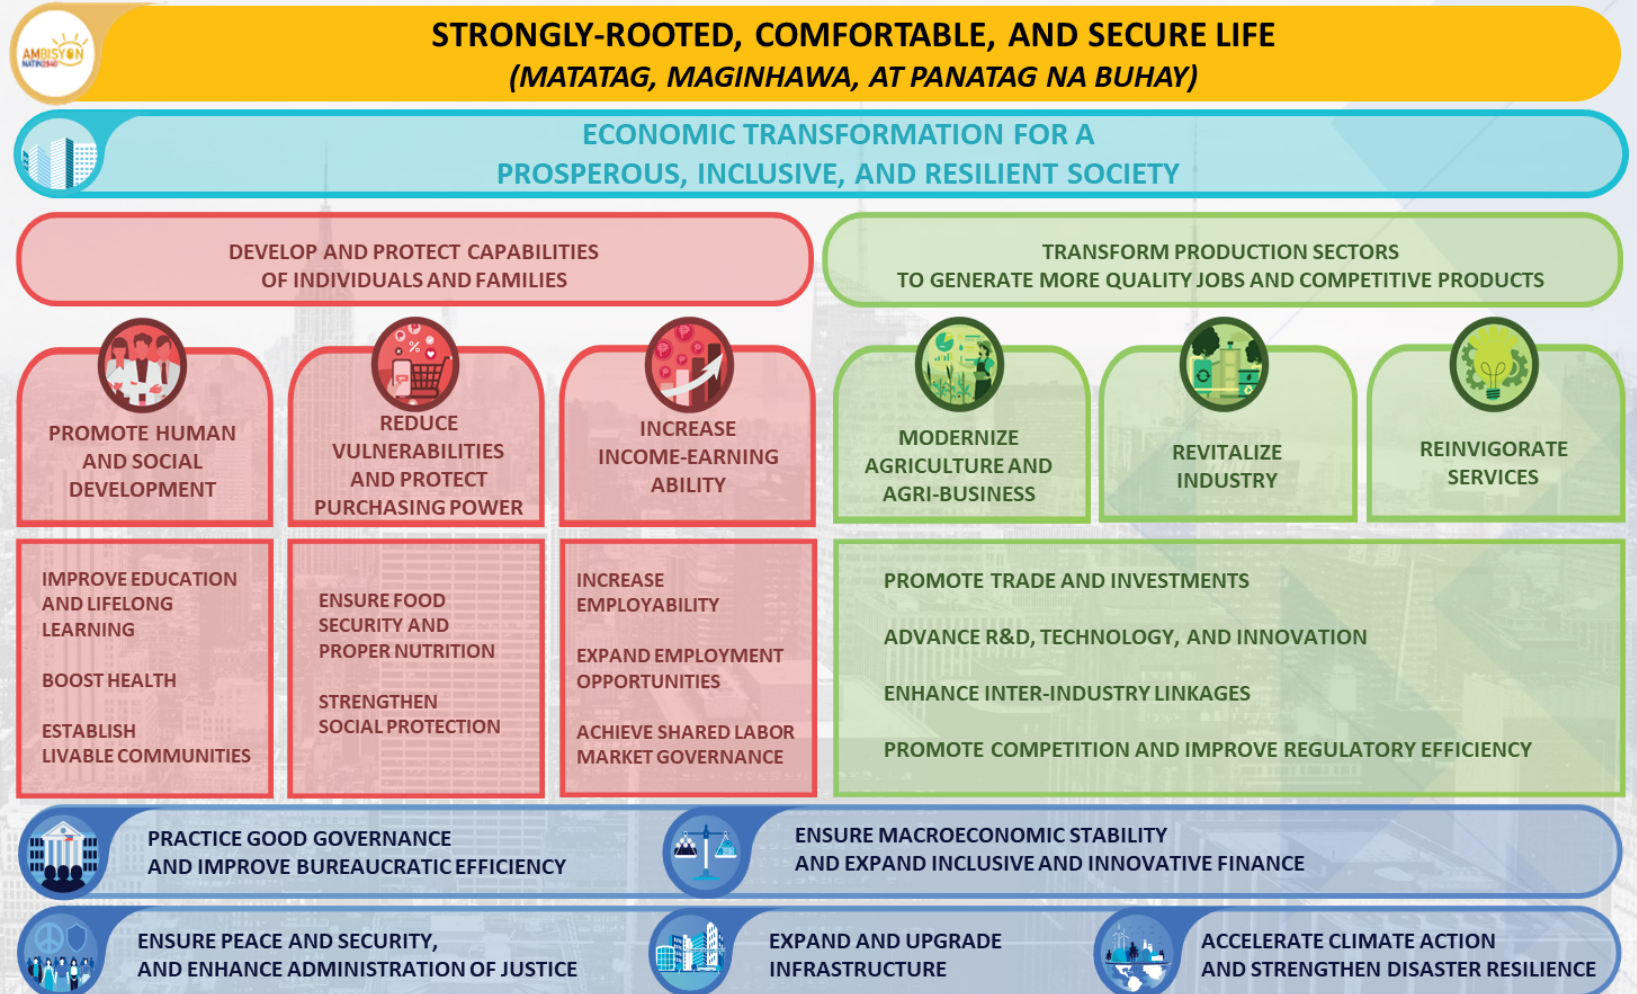 AMBISYON
NATIN2040
STRONGLY-ROOTED, COMFORTABLE, AND SECURE LIFE
(MATATAG, MAGINHAWA, AT PANATAG NA BUHAY)
ECONOMIC TRANSFORMATION FOR A
PROSPEROUS, INCLUSIVE, AND RESILIENT SOCIETY
DEVELOP AND PROTECT CAPABILITIES
OF INDIVIDUALS AND FAMILIES
TRANSFORM PRODUCTION SECTORS
TO GENERATE MORE QUALITY JOBS AND COMPETITIVE PRODUCTS
PROMOTE HUMAN
AND SOCIAL
DEVELOPMENT
REDUCE
VULNERABILITIES
AND PROTECT
PURCHASING POWER
INCREASE
INCOME-EARNING
ABILITY
MODERNIZE
AGRICULTURE AND
AGRI-BUSINESS
REVITALIZE
INDUSTRY
REINVIGORATE
SERVICES
IMPROVE EDUCATION
AND LIFELONG
LEARNING
BOOST HEALTH
ESTABLISH
LIVABLE COMMUNITIES
ENSURE FOOD
SECURITY AND
PROPER NUTRITION
STRENGTHEN
SOCIAL PROTECTION
INCREASE
EMPLOYABILITY
EXPAND EMPLOYMENT
OPPORTUNITIES
ACHIEVE SHARED LABOR
MARKET GOVERNANCE
PROMOTE TRADE AND INVESTMENTS
ADVANCE R&D, TECHNOLOGY, AND INNOVATION
ENHANCE INTER-INDUSTRY LINKAGES
PROMOTE COMPETITION AND IMPROVE REGULATORY EFFICIENCY
PRACTICE GOOD GOVERNANCE
AND IMPROVE BUREAUCRATIC EFFICIENCY
ENSURE MACROECONOMIC STABILITY
AND EXPAND INCLUSIVE AND INNOVATIVE FINANCE
ENSURE PEACE AND SECURITY,
AND ENHANCE ADMINISTRATION OF JUSTICE
EXPAND AND UPGRADE
INFRASTRUCTURE
ACCELERATE CLIMATE ACTION
AND STRENGTHEN DISASTER RESILIENCE